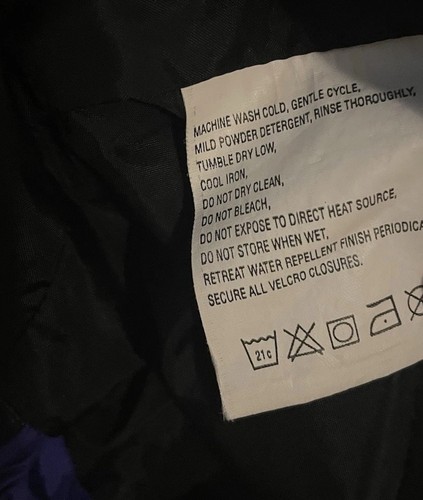 MACHINE WASH COLD, GENTLE CYCLE,
MILD POWDER DETERGENT, RINSE THOROUGHLY,
TUMBLE DRY LOW,
COOL IRON,
DO NOT DRY CLEAN,
DO NOT BLEACH,
DO NOT EXPOSE TO DIRECT HEAT SOURCE,
DO NOT STORE WHEN WET,
RETREAT WATER REPELLENT FINISH PERIODICA
SECURE ALL VELCRO CLOSURES.
21c